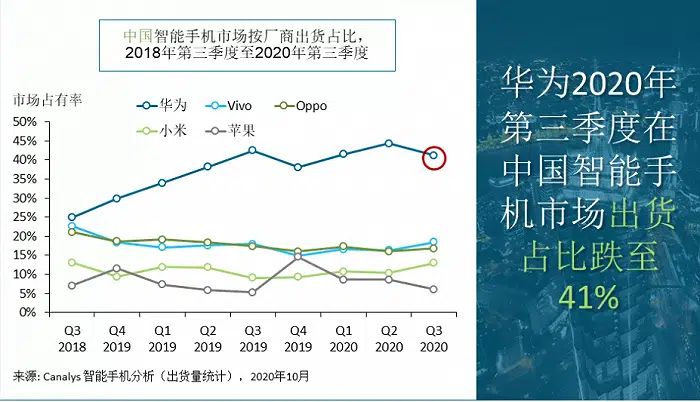 中国智能手机市场按厂商出货占比，
2018年第三季度至2020年第三季度
市场占有率
华为 Vivo Oppo
小米 苹果
50%
45%
40%
35%
30%
25%
20%
15%
10%
5%
0%
Q3 Q4 Q1 Q2 Q3 Q4 Q1 Q2 Q3
2018 2019 2019 2019 2019 2019 2020 2020 2020
来源: Canalys 智能手机分析（出货量统计），2020年10月
华为2020年
第三季度在
中国智能手
机市场出货
占比跌至
41%